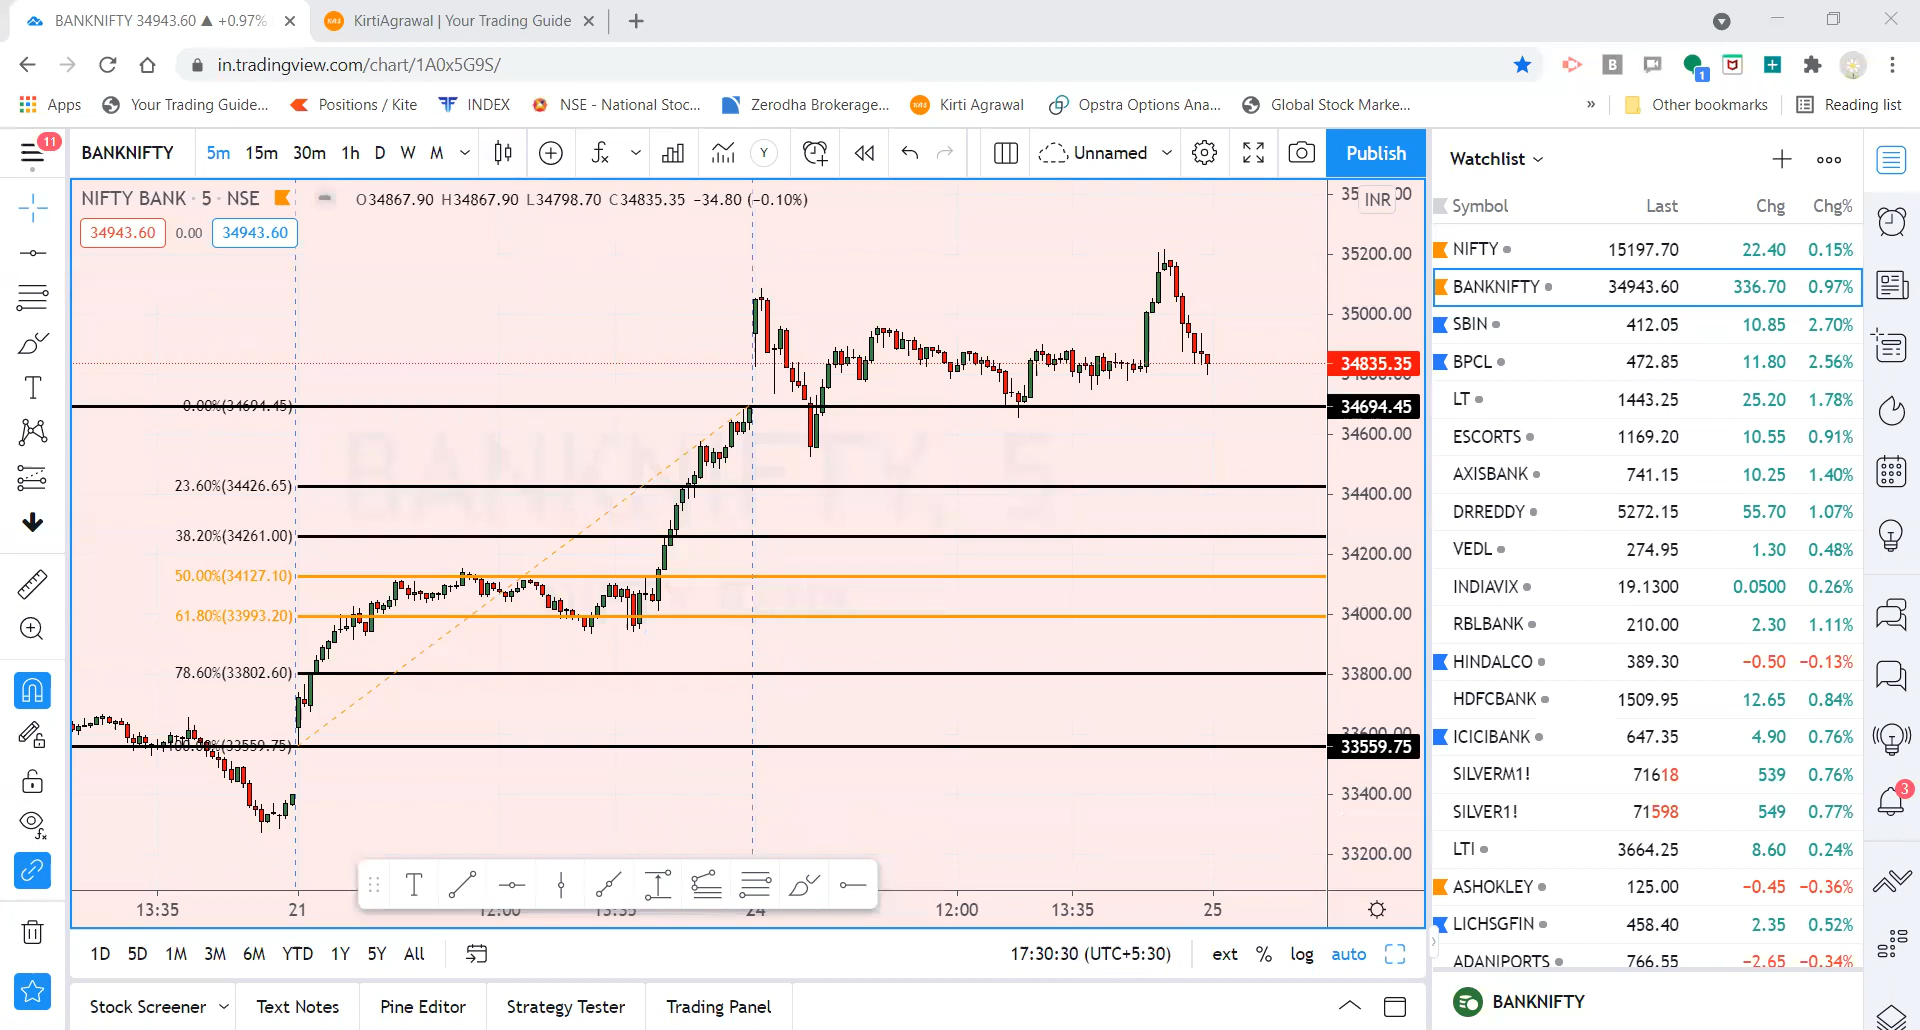 BANKNIFTY 34943.60 ▲ +0.97%
KirtiAgrawal | Your Trading Guide
in.tradingview.com/chart/1A0x5G9S/
Apps Your Trading Guide... Positions / Kite INDEX NSE - National Stoc... Zerodha Brokerage... Kirti Agrawal Opstra Options Ana... Global Stock Marke... » Other bookmarks Reading list
11 BANKNIFTY 5m 15m 30m 1h D W M Y Unnamed Publish
Watchlist
NIFTY BANK · 5 · NSE O34867.90 H34867.90 L34798.70 C34835.35 −34.80 (−0.10%)
INR
34943.60 0.00 34943.60
Symbol Last Chg Chg%
NIFTY 15197.70 22.40 0.15%
BANKNIFTY 34943.60 336.70 0.97%
SBIN 412.05 10.85 2.70%
BPCL 472.85 11.80 2.56%
LT 1443.25 25.20 1.78%
ESCORTS 1169.20 10.55 0.91%
AXISBANK 741.15 10.25 1.40%
DRREDDY 5272.15 55.70 1.07%
VEDL 274.95 1.30 0.48%
INDIAVIX 19.1300 0.0500 0.26%
RBLBANK 210.00 2.30 1.11%
HINDALCO 389.30 −0.50 −0.13%
HDFCBANK 1509.95 12.65 0.84%
ICICIBANK 647.35 4.90 0.76%
SILVERM1! 71618 539 0.76%
SILVER1! 71598 549 0.77%
LTI 3664.25 8.60 0.24%
ASHOKLEY 125.00 −0.45 −0.36%
LICHSGFIN 458.40 2.35 0.52%
ADANIPORTS 766.55 −2.65 −0.34%
BANKNIFTY
3
35200.00
35000.00
34835.35
34694.45
34600.00
34400.00
34200.00
34000.00
33800.00
33559.75
33400.00
33200.00
BANKNIFTY, 5
0.00%(34694.45)
23.60%(34426.65)
38.20%(34261.00)
50.00%(34127.10)
61.80%(33993.20)
78.60%(33802.60)
100.00%(33559.75)
13:35 21 12:00 13:35 24 12:00 13:35 25
1D 5D 1M 3M 6M YTD 1Y 5Y All 17:30:30 (UTC+5:30) ext % log auto
Stock Screener Text Notes Pine Editor Strategy Tester Trading Panel